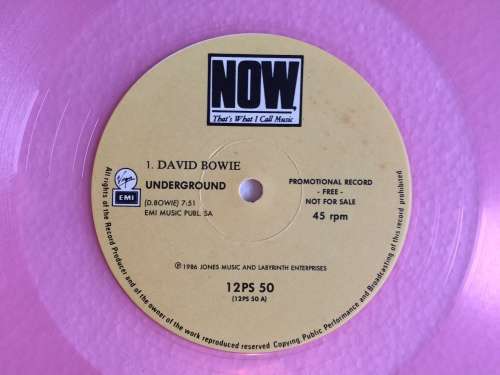 NOW,
That's What I Call Music
1. DAVID BOWIE
UNDERGROUND
(D.BOWIE) 7:51
EMI MUSIC PUBL. SA
Virgin
EMI
PROMOTIONAL RECORD
- FREE -
NOT FOR SALE
45 rpm
℗ 1986 JONES MUSIC AND LABYRINTH ENTERPRISES
12PS 50
(12PS 50 A)
All rights of the Record Producer and of the owner of the work reproduced reserved Copying, Public Performance and Broadcasting of this record prohibited